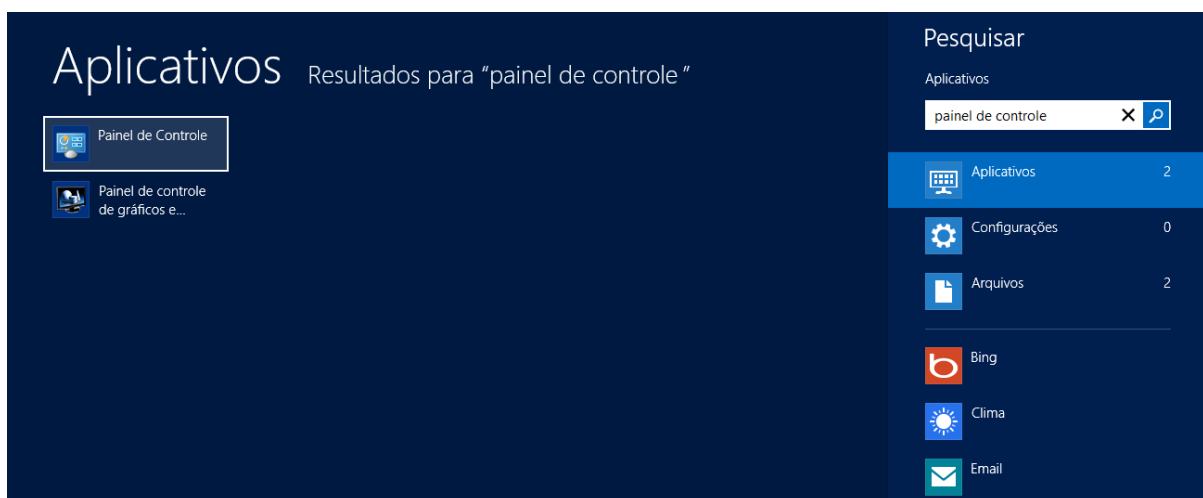 Aplicativos Resultados para “painel de controle ”
Painel de Controle
Painel de controle
de gráficos e...
Pesquisar
Aplicativos
painel de controle
Aplicativos 2
Configurações 0
Arquivos 2
Bing
Clima
Email